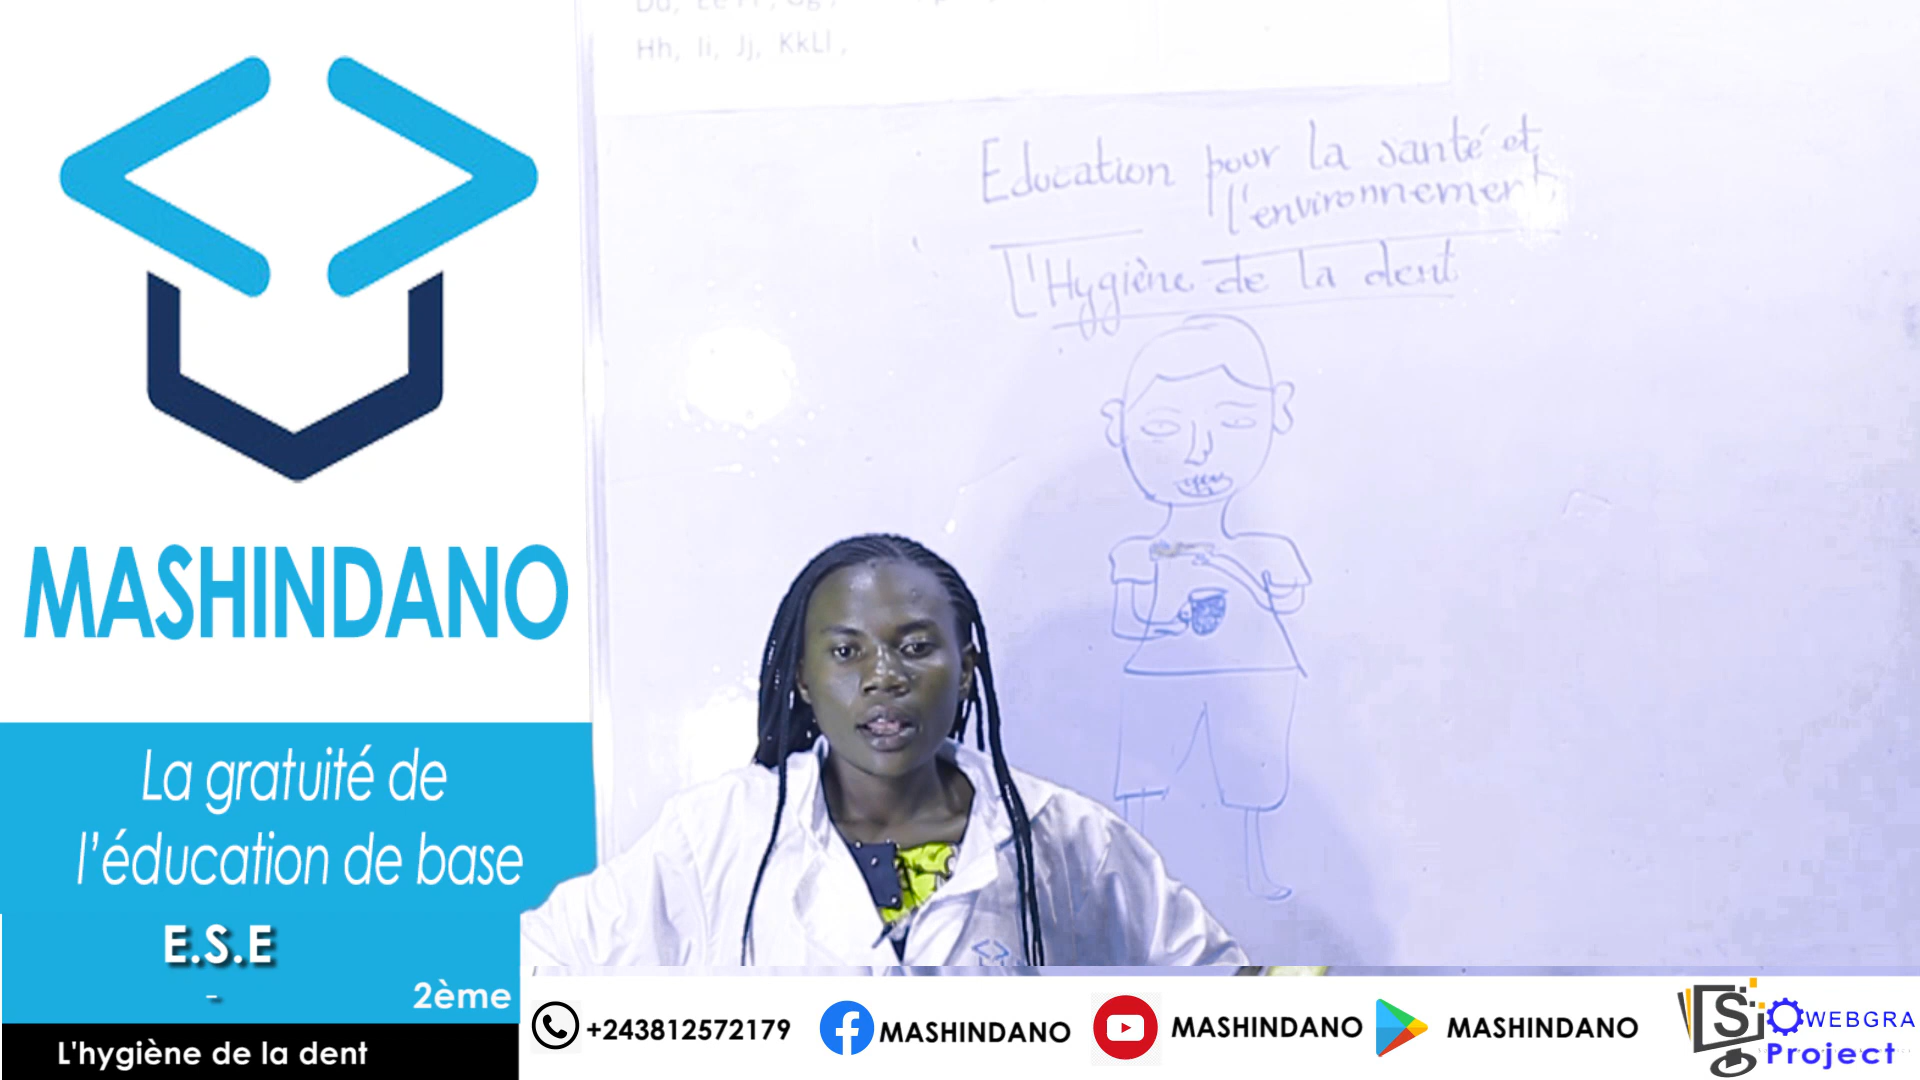 Hh, Ii, Jj, KkLl,
Education pour la santé et
l'environnement
L'Hygiène de la dent
MASHINDANO
La gratuité de
l'éducation de base
E.S.E
-
2ème
L'hygiène de la dent
+243812572179
MASHINDANO
MASHINDANO
MASHINDANO
S
WEBGRA
Project